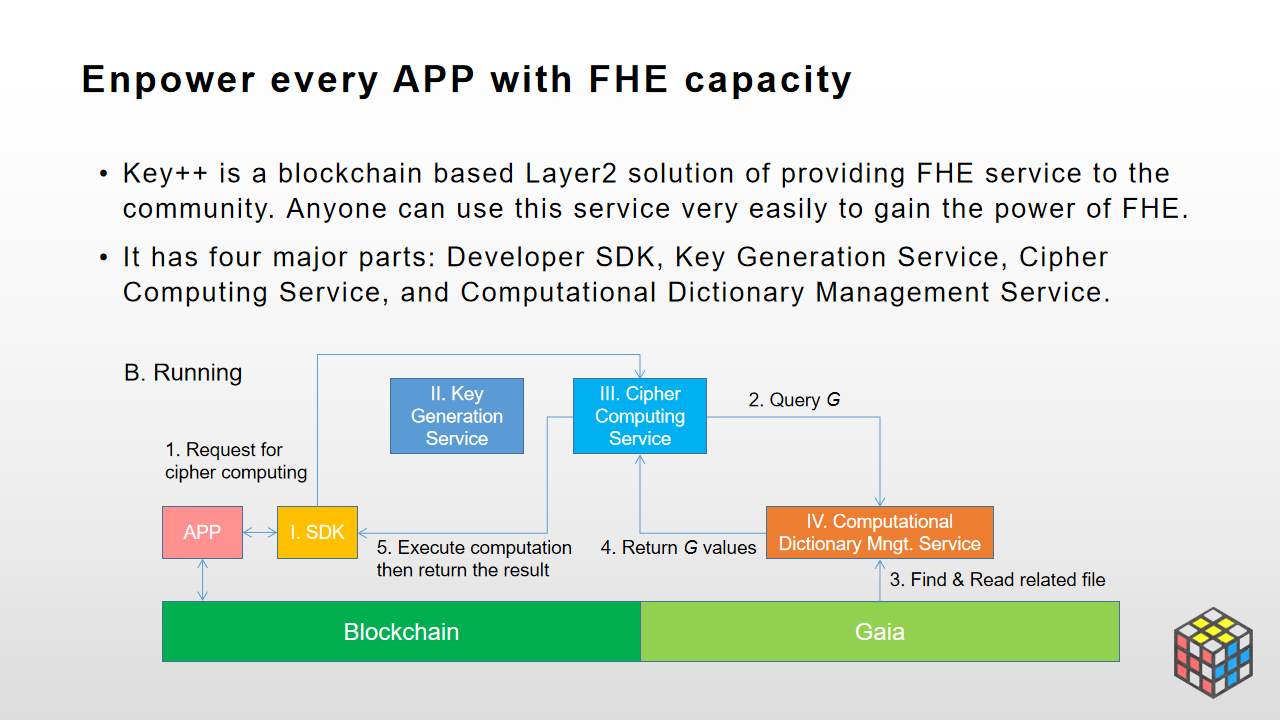 Enpower every APP with FHE capacity
• Key++ is a blockchain based Layer2 solution of providing FHE service to the
community. Anyone can use this service very easily to gain the power of FHE.
• It has four major parts: Developer SDK, Key Generation Service, Cipher
Computing Service, and Computational Dictionary Management Service.
B. Running
II. Key
Generation
Service
III. Cipher
Computing
Service
2. Query G
1. Request for
cipher computing
APP
I. SDK
IV. Computational
Dictionary Mngt. Service
5. Execute computation
then return the result
4. Return G values
3. Find & Read related file
Blockchain
Gaia